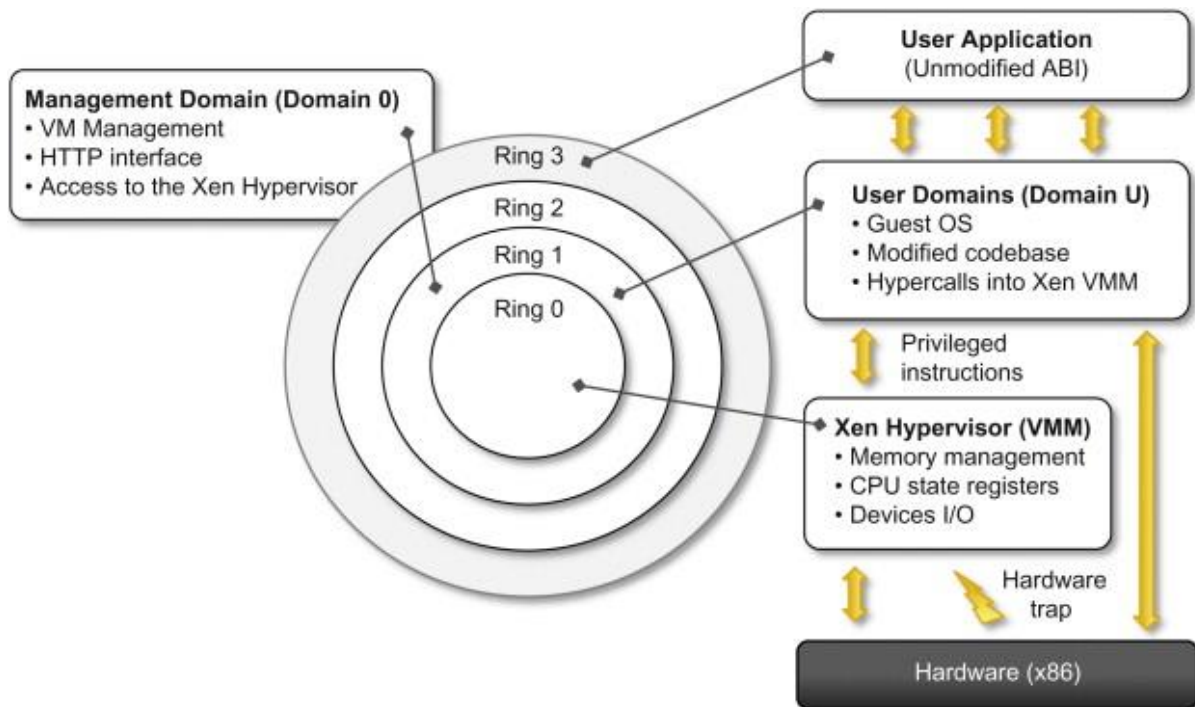 Management Domain (Domain 0)
• VM Management
• HTTP interface
• Access to the Xen Hypervisor
Ring 3
Ring 2
Ring 1
Ring 0
User Application
(Unmodified ABI)
User Domains (Domain U)
• Guest OS
• Modified codebase
• Hypercalls into Xen VMM
Privileged
instructions
Xen Hypervisor (VMM)
• Memory management
• CPU state registers
• Devices I/O
Hardware
trap
Hardware (x86)